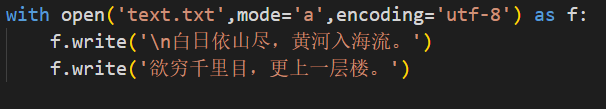 with open('text.txt',mode='a',encoding='utf-8') as f:
    f.write('\n白日依山尽，黄河入海流。')
    f.write('欲穷千里目，更上一层楼。')